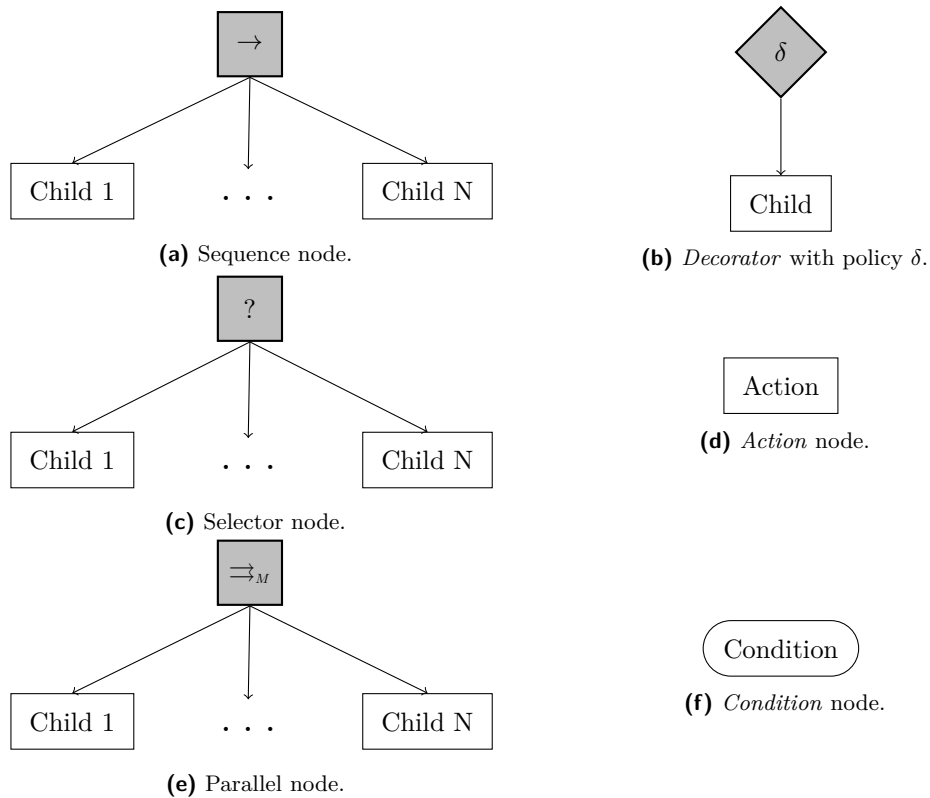 →
δ
Child 1
. . .
Child N
Child
(a) Sequence node.
(b) Decorator with policy δ.
?
Child 1
. . .
Child N
Action
(c) Selector node.
(d) Action node.
⇉M
Child 1
. . .
Child N
Condition
(e) Parallel node.
(f) Condition node.